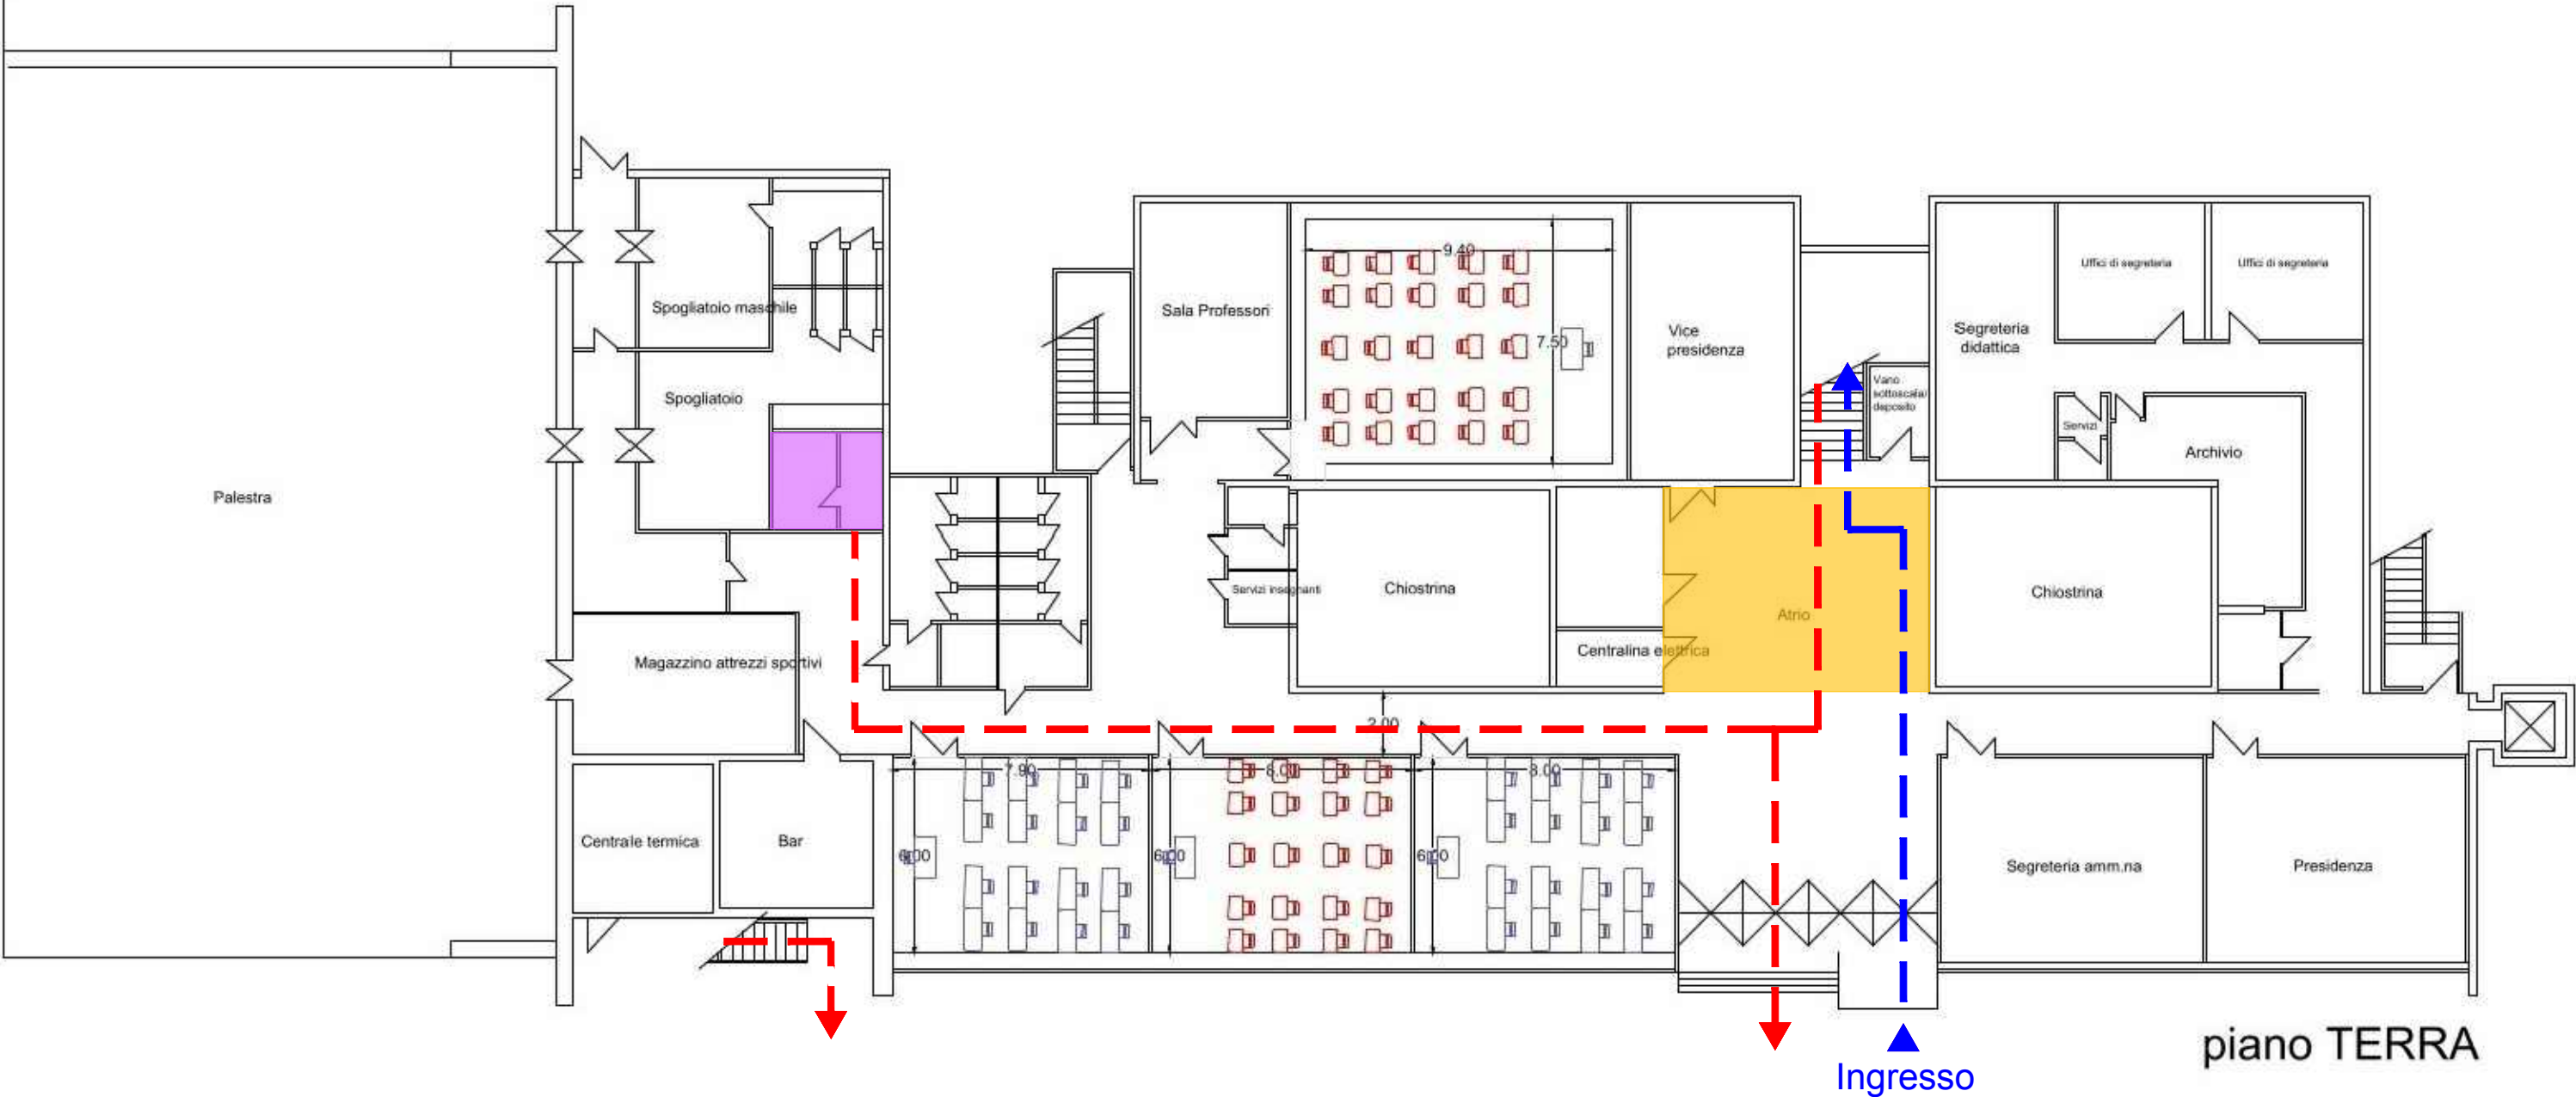 9.40
Uffici di segreteria
Uffici di segreteria
Spogliatoio maschile
Sala Professori
Vice
presidenza
7.50
Segreteria
didattica
Vano
sottoscala/
deposito
Spogliatoio
Servizi
Archivio
Palestra
Servizi insegnanti
Chiostrina
Chiostrina
Atrio
Centralina elettrica
Magazzino attrezzi sportivi
2.00
7.90
8.00
8.00
Centrale termica
Bar
6.00
6.00
6.00
Segreteria amm.na
Presidenza
piano TERRA
Ingresso